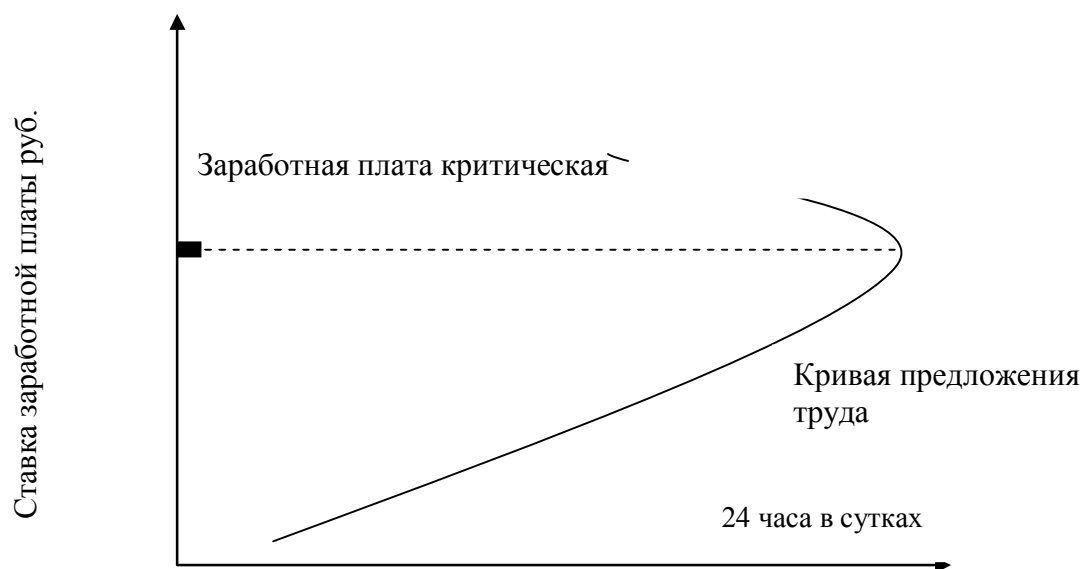 Ставка заработной платы руб.
Заработная плата критическая
Кривая предложения
труда
24 часа в сутках